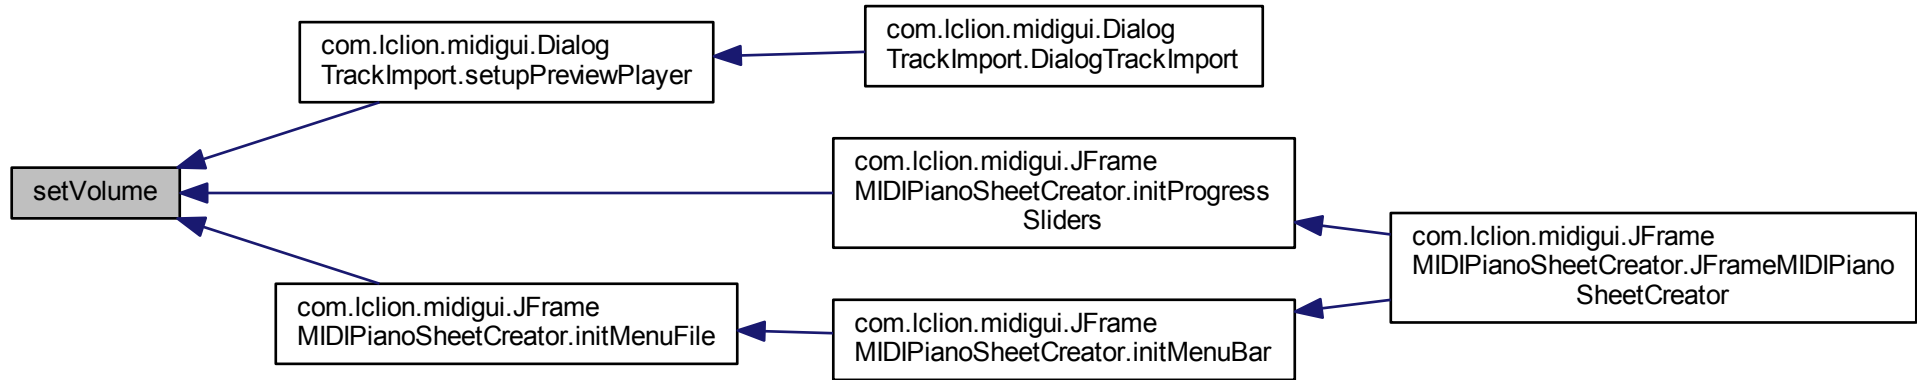 com.lclion.midigui.Dialog
TrackImport.setupPreviewPlayer
com.lclion.midigui.Dialog
TrackImport.DialogTrackImport
setVolume
com.lclion.midigui.JFrame
MIDIPianoSheetCreator.initProgress
Sliders
com.lclion.midigui.JFrame
MIDIPianoSheetCreator.JFrameMIDIPiano
SheetCreator
com.lclion.midigui.JFrame
MIDIPianoSheetCreator.initMenuFile
com.lclion.midigui.JFrame
MIDIPianoSheetCreator.initMenuBar